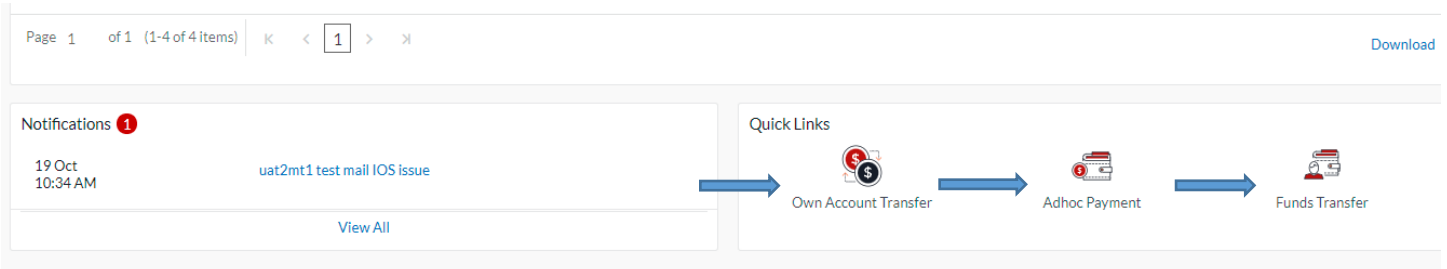 Page 1 of 1 (1-4 of 4 items) K < 1 > X
Download
Notifications 1
19 Oct
10:34 AM
uat2mt1 test mail IOS issue
View All
Quick Links
$ $
Own Account Transfer
$
Adhoc Payment
Funds Transfer